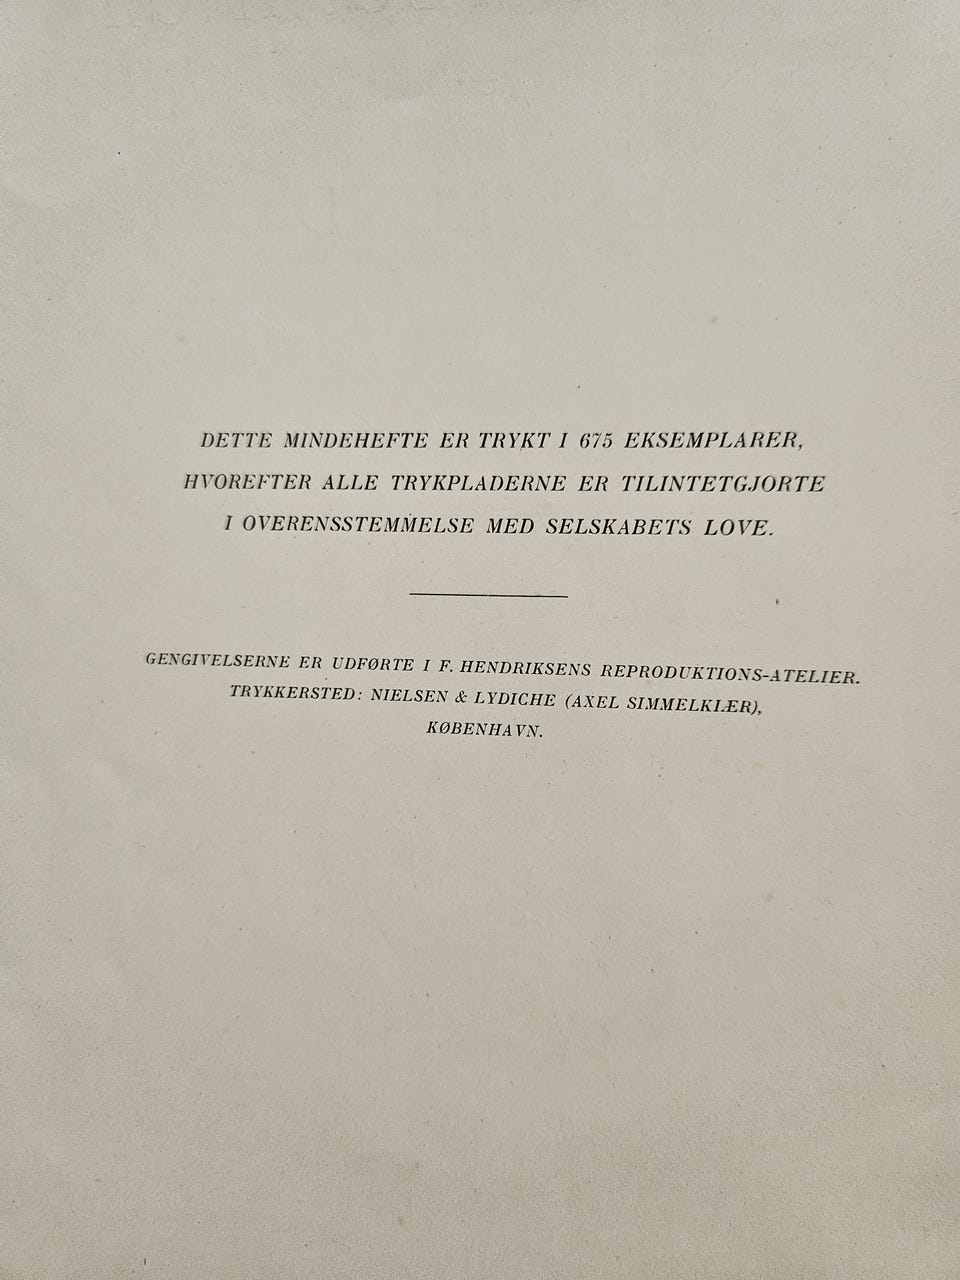 DETTE MINDEHEFTE ER TRYKT I 675 EKSEMPLARER,
HVOREFTER ALLE TRYKPLADERNE ER TILINTETGJORTE
I OVERENSSTEMMELSE MED SELSKABETS LOVE.
GENGIVELSERNE ER UDFØRTE I F. HENDRIKSENS REPRODUKTIONS-ATELIER.
TRYKKERSTED: NIELSEN & LYDICHE (AXEL SIMMELKIÆR),
KØBENHAVN.